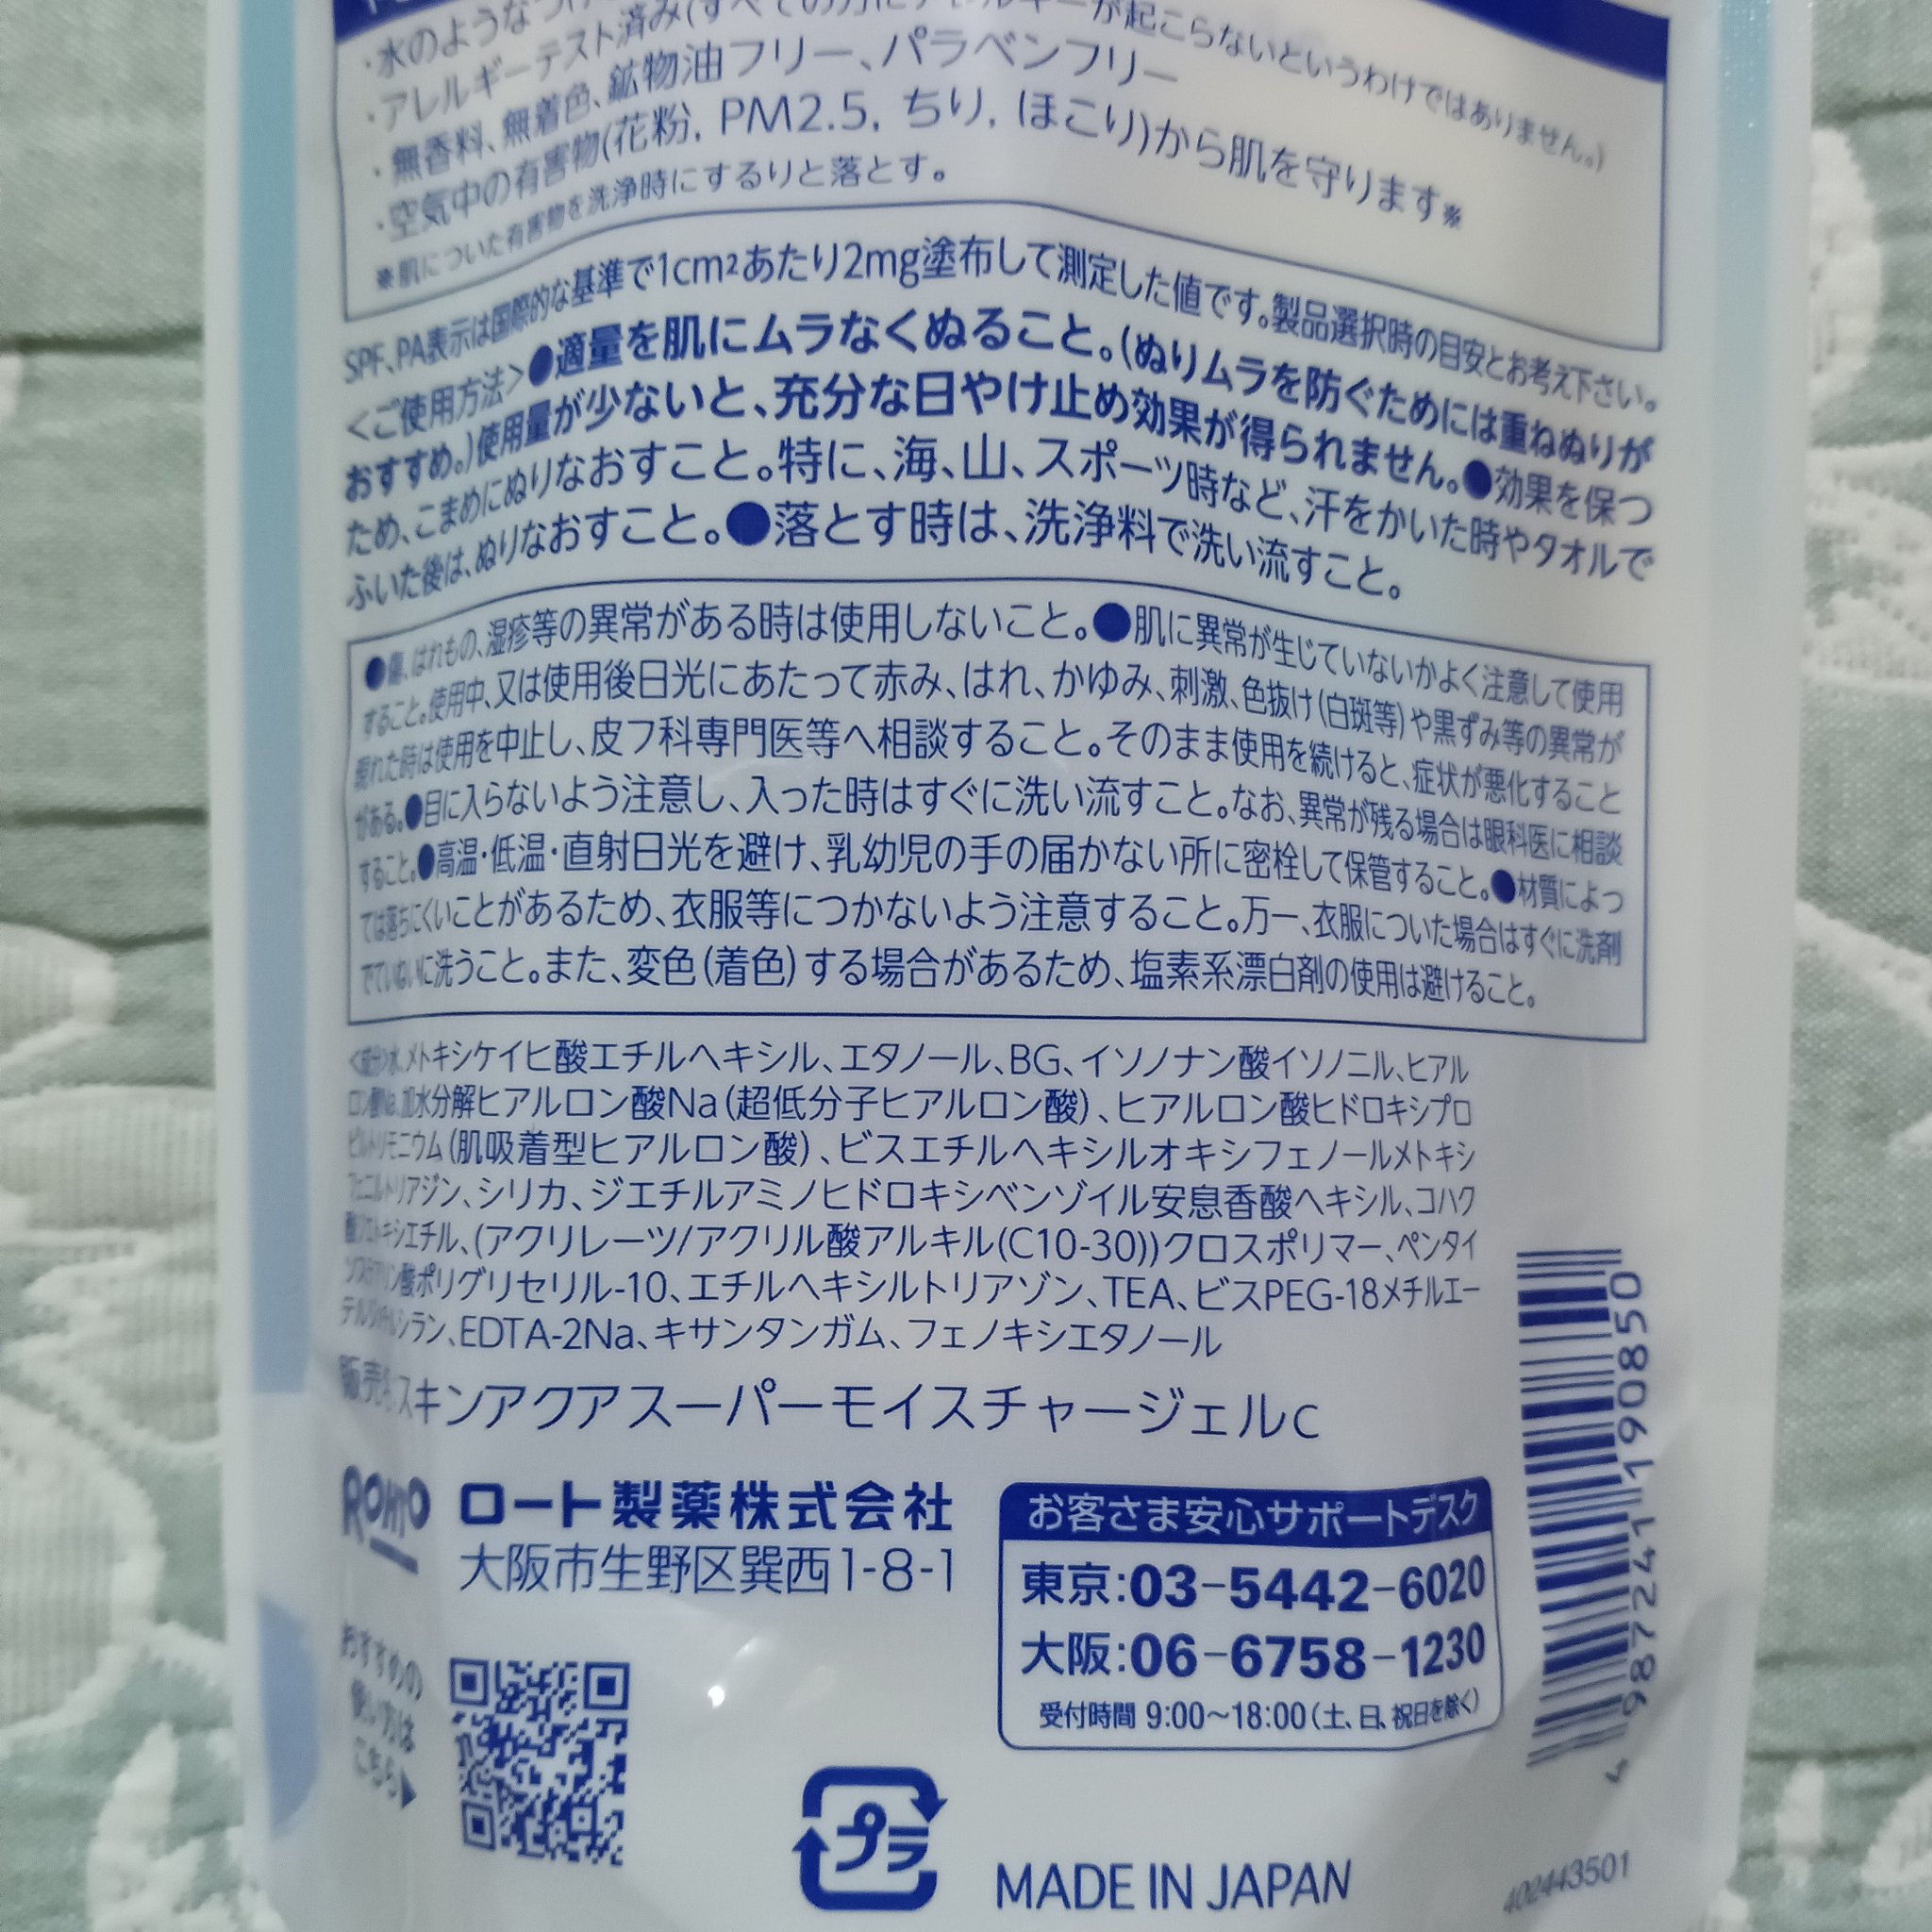 ・水のような
・アレルギーテスト済み(すべての方にアレルギーが起こらないというわけではありません。)
・無香料、無着色、鉱物油フリー、パラベンフリー
・空気中の有害物(花粉, PM2.5, ちり, ほこり)から肌を守ります※
※肌についた有害物を洗浄時にするりと落とす。
SPF、PA表示は国際的な基準で1cm²あたり2mg塗布して測定した値です。製品選択時の目安とお考え下さい。
<ご使用方法>●適量を肌にムラなくぬること。(ぬりムラを防ぐためには重ねぬりが
おすすめ。)使用量が少ないと、充分な日やけ止め効果が得られません。●効果を保つ
ため、こまめにぬりなおすこと。特に、海、山、スポーツ時など、汗をかいた時やタオルで
ふいた後は、ぬりなおすこと。●落とす時は、洗浄料で洗い流すこと。
●傷、はれもの、湿疹等の異常がある時は使用しないこと。●肌に異常が生じていないかよく注意して使用
すること。使用中、又は使用後日光にあたって赤み、はれ、かゆみ、刺激、色抜け(白斑等)や黒ずみ等の異常が
現れた時は使用を中止し、皮フ科専門医等へ相談すること。そのまま使用を続けると、症状が悪化すること
がある。●目に入らないよう注意し、入った時はすぐに洗い流すこと。なお、異常が残る場合は眼科医に相談
すること。●高温・低温・直射日光を避け、乳幼児の手の届かない所に密栓して保管すること。●材質によっ
ては落ちにくいことがあるため、衣服等につかないよう注意すること。万一、衣服についた場合はすぐに洗剤
でていねいに洗うこと。また、変色(着色)する場合があるため、塩素系漂白剤の使用は避けること。
<成分>水、メトキシケイヒ酸エチルヘキシル、エタノール、BG、イソノナン酸イソノニル、ヒアル
ロン酸Na、加水分解ヒアルロン酸Na(超低分子ヒアルロン酸)、ヒアルロン酸ヒドロキシプロ
ピルトリモニウム(肌吸着型ヒアルロン酸)、ビスエチルヘキシルオキシフェノールメトキシ
フェニルトリアジン、シリカ、ジエチルアミノヒドロキシベンゾイル安息香酸ヘキシル、コハク
酸ジエトキシエチル、(アクリレーツ/アクリル酸アルキル(C10-30))クロスポリマー、ペンタイ
ソステアリン酸ポリグリセリル-10、エチルヘキシルトリアゾン、TEA、ビスPEG-18メチルエー
テルジメチルシラン、EDTA-2Na、キサンタンガム、フェノキシエタノール
販売名:スキンアクアスーパーモイスチャージェルC
ROHTO ロート製薬株式会社
大阪市生野区巽西1-8-1
お客さま安心サポートデスク
東京:03-5442-6020
大阪:06-6758-1230
受付時間 9:00〜18:00(土、日、祝日を除く)
おすすめの
使い方は
こちら▶
プラ
MADE IN JAPAN
4 987241 190850
402443501